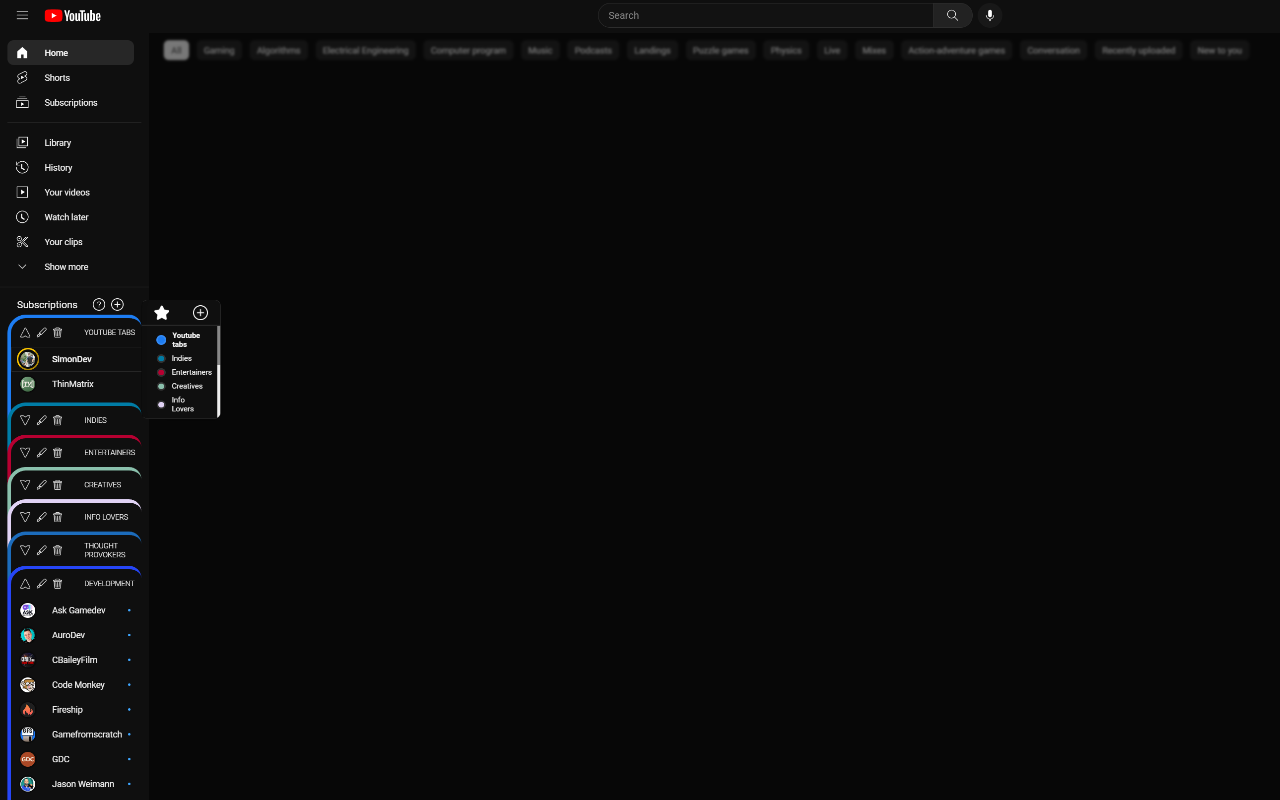 YouTube
Search
Home
Shorts
Subscriptions
Library
History
Your videos
Watch later
Your clips
Show more
All
Gaming
Algorithms
Electrical Engineering
Computer program
Music
Podcasts
Landings
Puzzle games
Physics
Live
Mixes
Action-adventure games
Conversation
Recently uploaded
New to you
Subscriptions
YOUTUBE TABS
SimonDev
ThinMatrix
INDIES
ENTERTAINERS
CREATIVES
INFO LOVERS
THOUGHT
PROVOKERS
DEVELOPMENT
Ask Gamedev
AuroDev
CBaileyFilm
Code Monkey
Fireship
Gamefromscratch
GDC
GDC
Jason Weimann
Youtube
tabs
Indies
Entertainers
Creatives
Info
Lovers